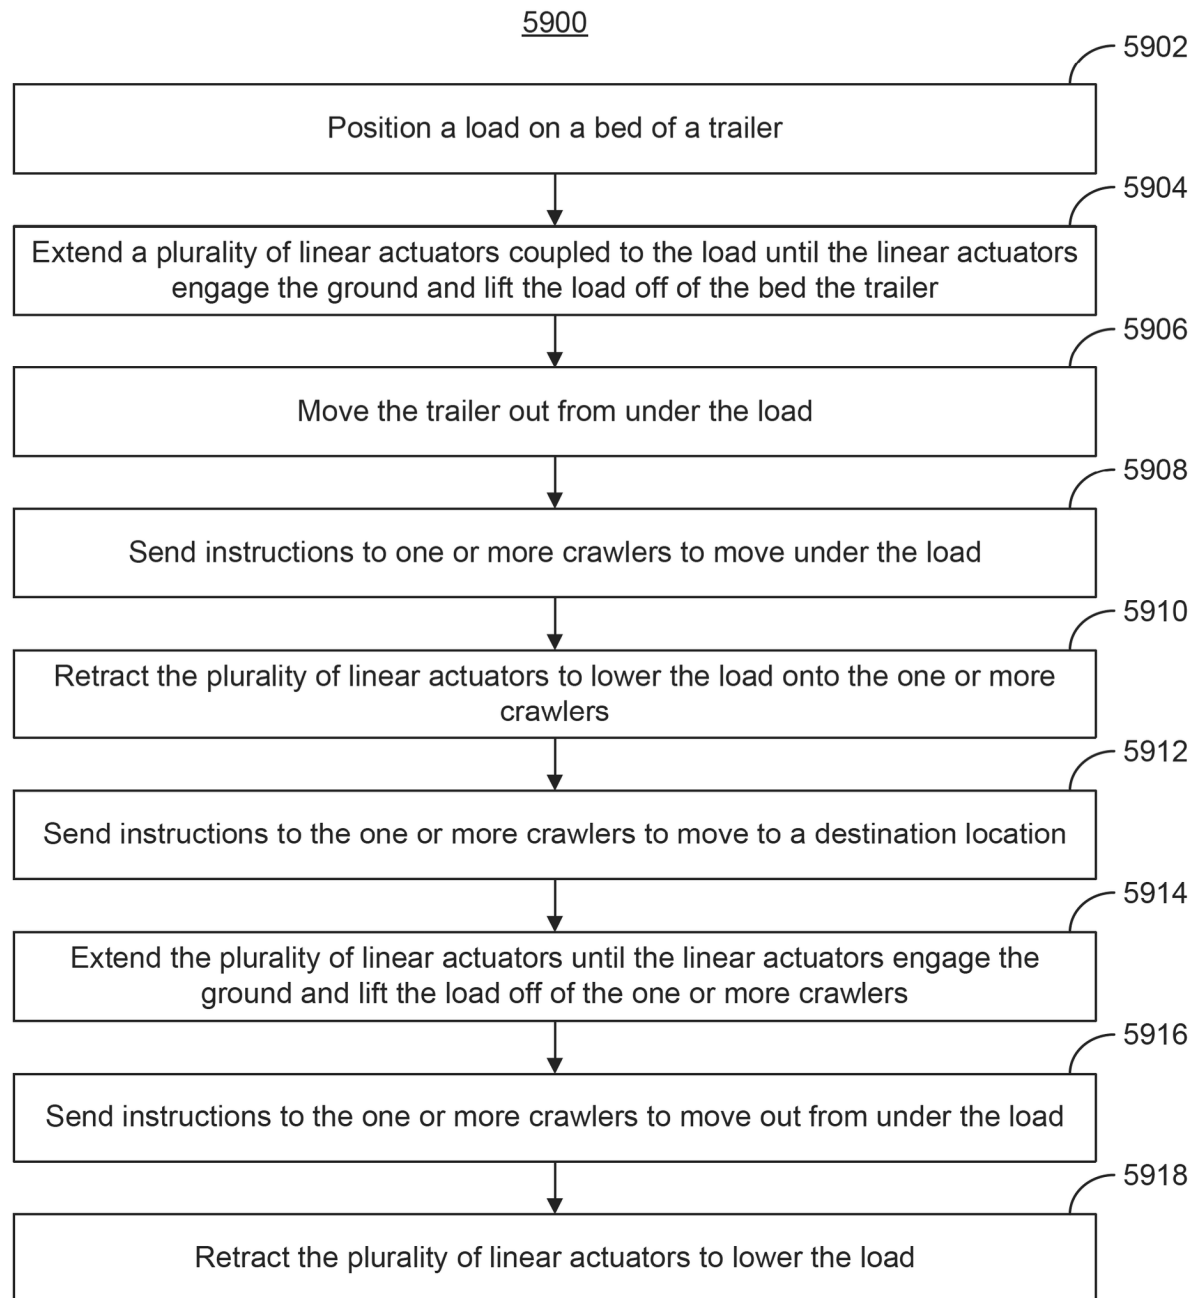 5900
5902
Position a load on a bed of a trailer
5904
Extend a plurality of linear actuators coupled to the load until the linear actuators
engage the ground and lift the load off of the bed the trailer
5906
Move the trailer out from under the load
5908
Send instructions to one or more crawlers to move under the load
5910
Retract the plurality of linear actuators to lower the load onto the one or more
crawlers
5912
Send instructions to the one or more crawlers to move to a destination location
5914
Extend the plurality of linear actuators until the linear actuators engage the
ground and lift the load off of the one or more crawlers
5916
Send instructions to the one or more crawlers to move out from under the load
5918
Retract the plurality of linear actuators to lower the load